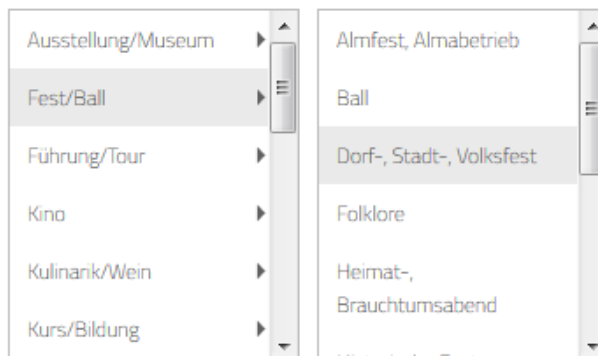 Ausstellung/Museum
Fest/Ball
Führung/Tour
Kino
Kulinarik/Wein
Kurs/Bildung
Almfest, Almabetrieb
Ball
Dorf-, Stadt-, Volksfest
Folklore
Heimat-,
Brauchtumsabend